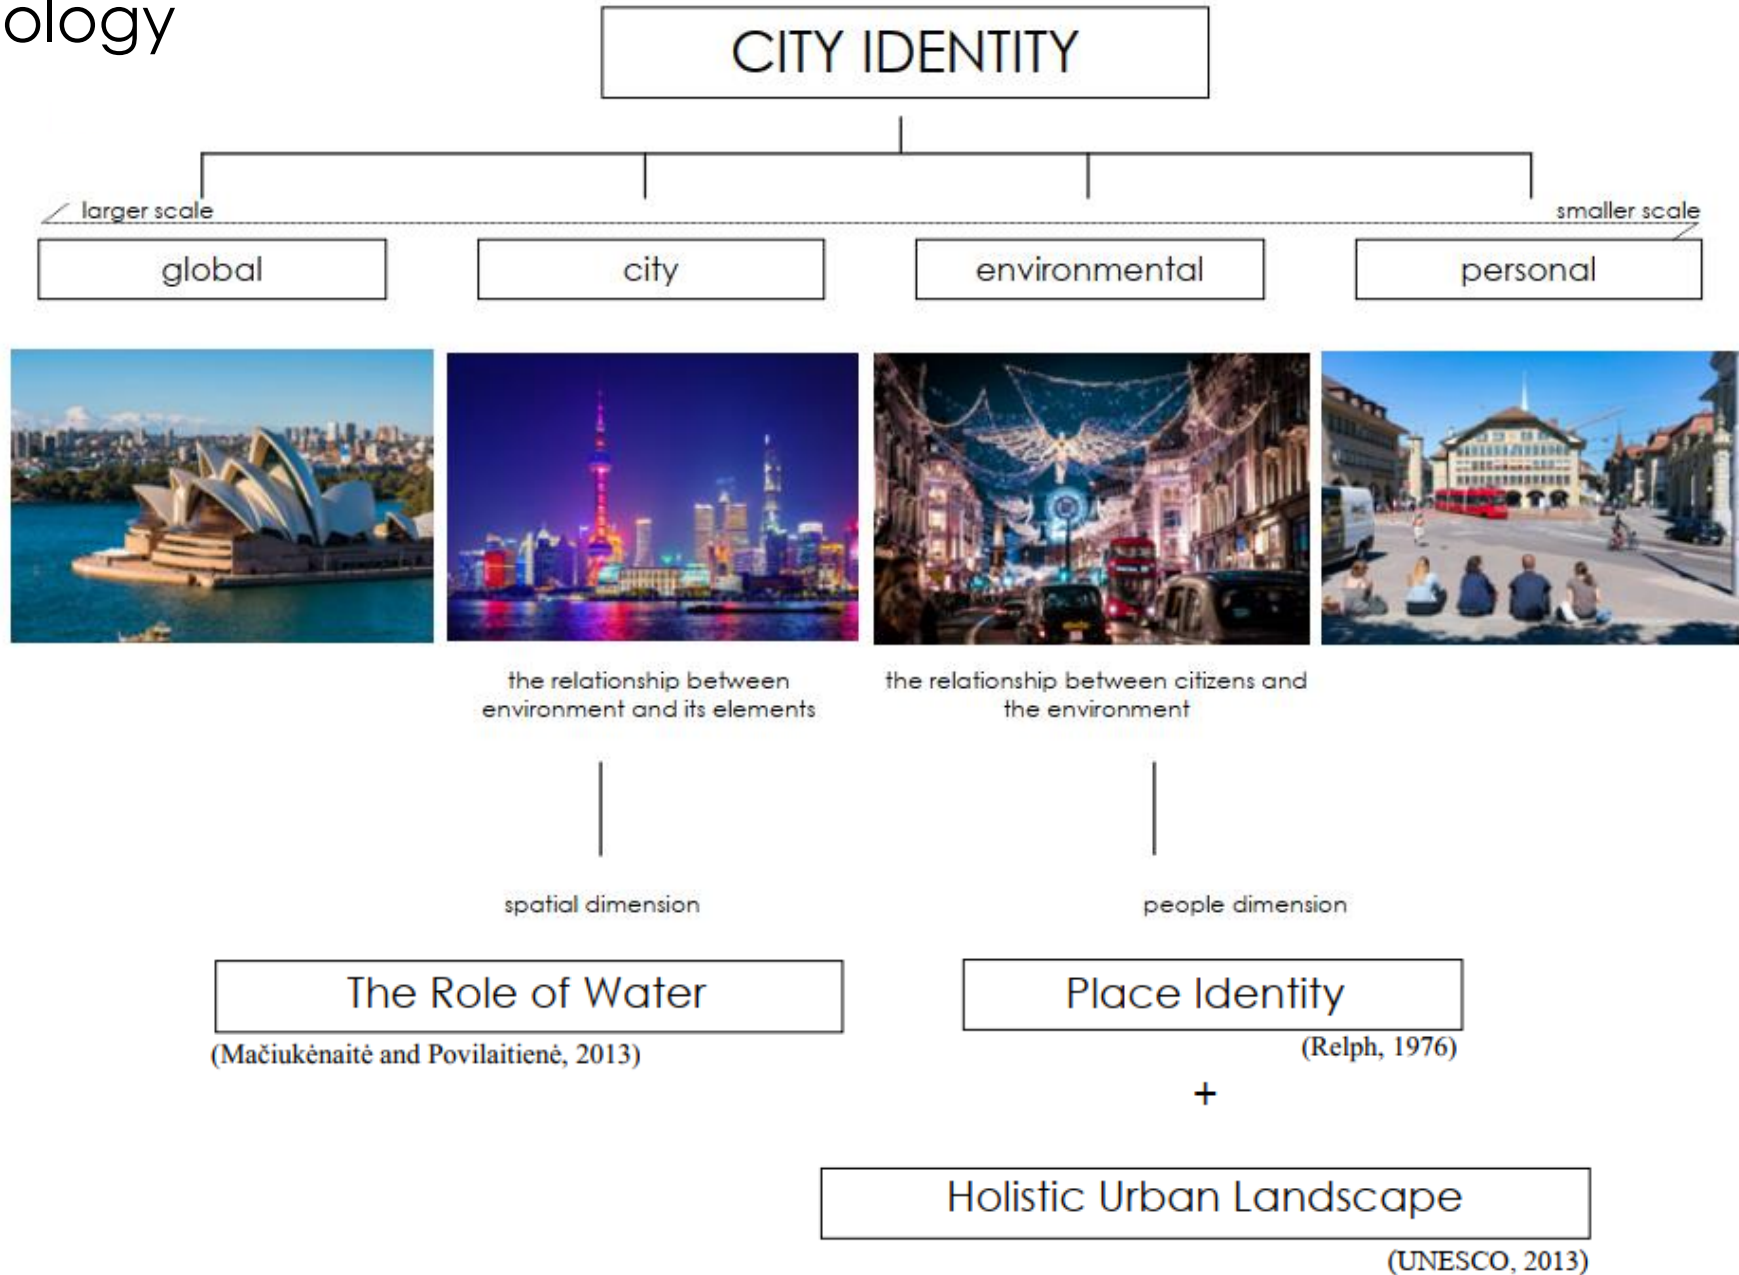 ology
CITY IDENTITY
larger scale
smaller scale
global
city
environmental
personal
the relationship between
environment and its elements
the relationship between citizens and
the environment
spatial dimension
people dimension
The Role of Water
(Mačiukėnaitė and Povilaitienė, 2013)
Place Identity
(Relph, 1976)
+
Holistic Urban Landscape
(UNESCO, 2013)